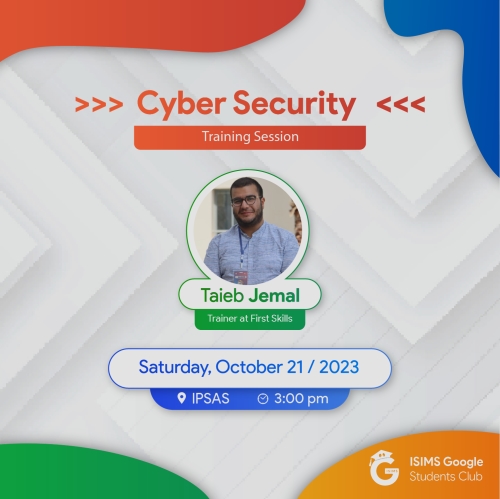 >>> Cyber Security <<<
Training Session
Taieb Jemal
Trainer at First Skills
Saturday, October 21 / 2023
IPSAS 3:00 pm
ISIMS Google
Students Club